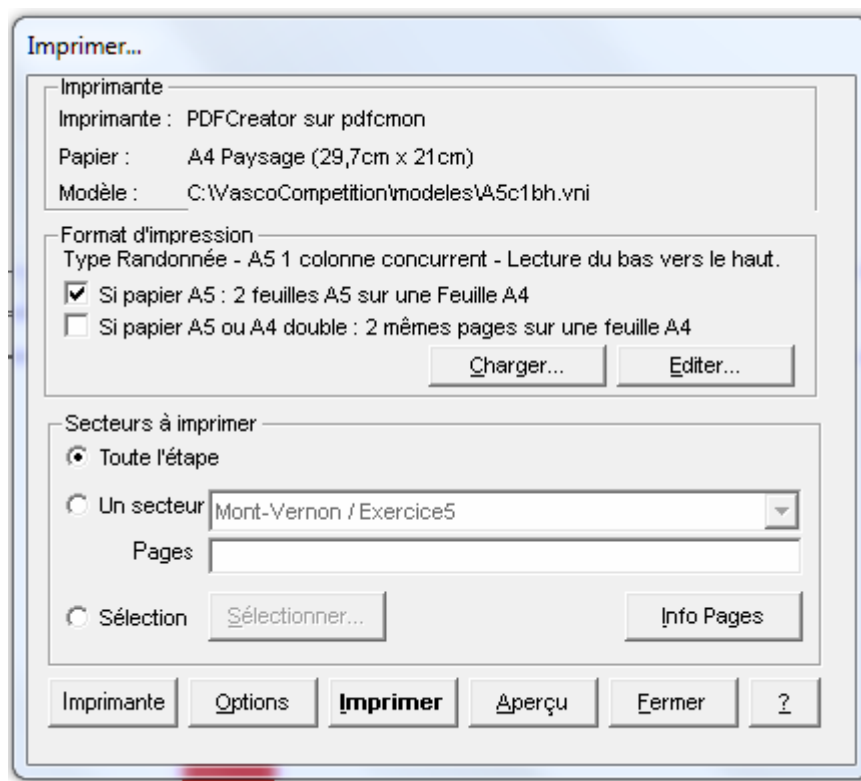 Imprimer...
Imprimante
Imprimante : PDFCreator sur pdfcmon
Papier : A4 Paysage (29,7cm x 21cm)
Modèle : C:\VascoCompetition\modeles\A5c1bh.vni
Format d'impression
Type Randonnée - A5 1 colonne concurrent - Lecture du bas vers le haut.
Si papier A5 : 2 feuilles A5 sur une Feuille A4
Si papier A5 ou A4 double : 2 mêmes pages sur une feuille A4
Charger... Editer...
Secteurs à imprimer
Toute l'étape
Un secteur Mont-Vernon / Exercice5
Pages
Sélection Sélectionner... Info Pages
Imprimante Options Imprimer Aperçu Fermer ?